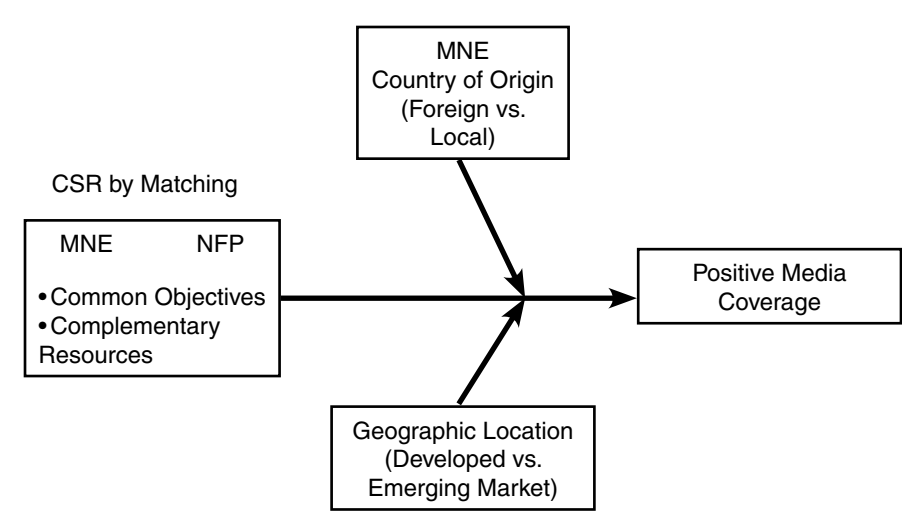 MNE
Country of Origin
(Foreign vs.
Local)
CSR by Matching
MNE NFP
•Common Objectives
•Complementary
Resources
Positive Media
Coverage
Geographic Location
(Developed vs.
Emerging Market)